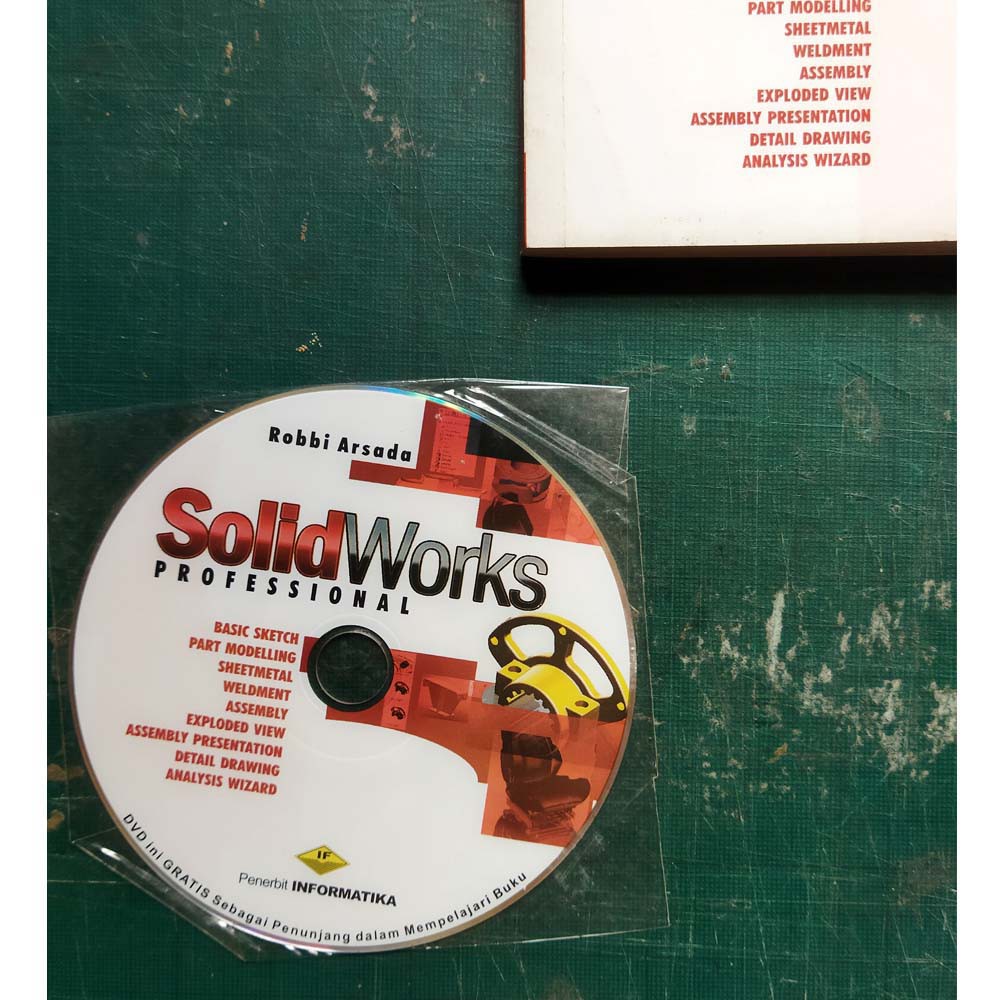 PART MODELLING
SHEETMETAL
WELDMENT
ASSEMBLY
EXPLODED VIEW
ASSEMBLY PRESENTATION
DETAIL DRAWING
ANALYSIS WIZARD
Robbi Arsada
SolidWorks
PROFESSIONAL
BASIC SKETCH
PART MODELLING
SHEETMETAL
WELDMENT
ASSEMBLY
EXPLODED VIEW
ASSEMBLY PRESENTATION
DETAIL DRAWING
ANALYSIS WIZARD
IF
Penerbit INFORMATIKA
DVD ini GRATIS Sebagai Penunjang dalam Mempelajari Buku